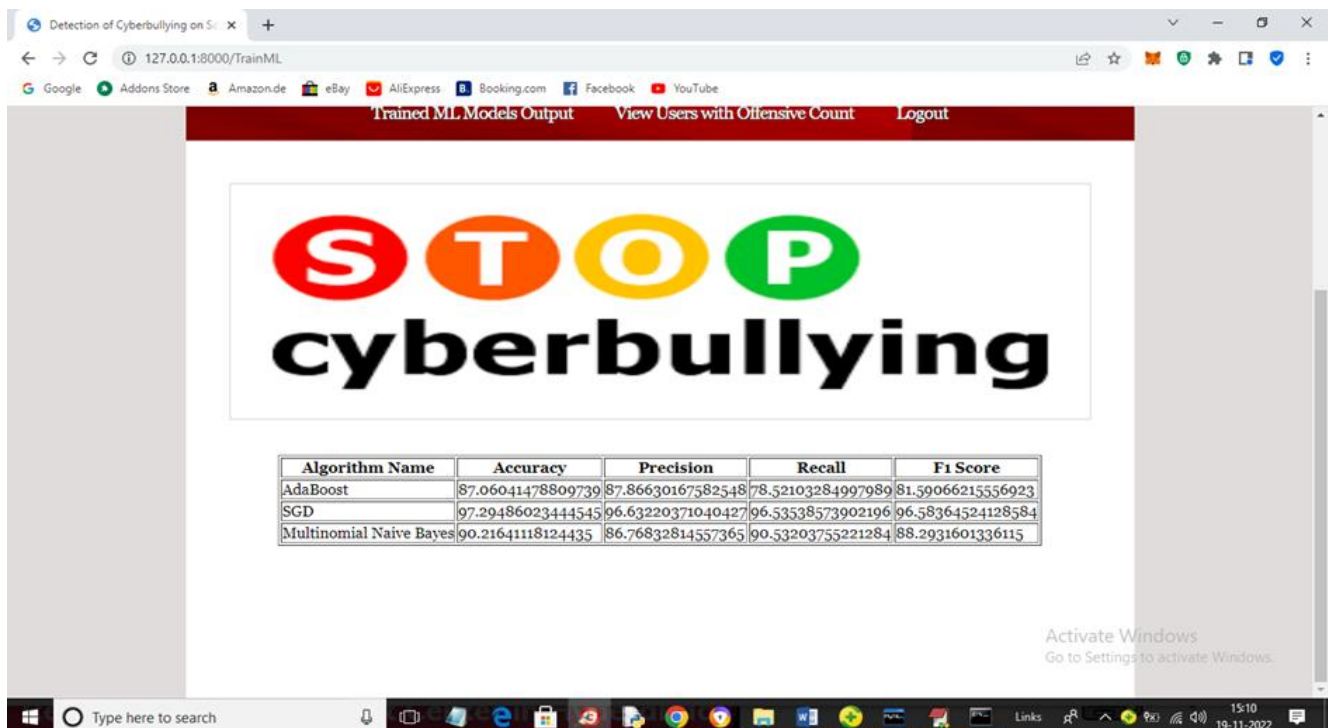 Detection of Cyberbullying on S
127.0.0.1:8000/TrainML
Google Addons Store Amazon.de eBay AliExpress Booking.com Facebook YouTube
Trained ML Models Output View Users with Offensive Count Logout
STOP
cyberbullying
Algorithm Name Accuracy Precision Recall F1 Score
AdaBoost 87.06041478809739 87.86630167582548 78.52103284997989 81.59066215556923
SGD 97.29486023444545 96.63220371040427 96.53538573902196 96.58364524128584
Multinomial Naive Bayes 90.21641118124435 86.76832814557365 90.53203755221284 88.2931601336115
Activate Windows
Go to Settings to activate Windows.
Type here to search Links 15:10
19-11-2022